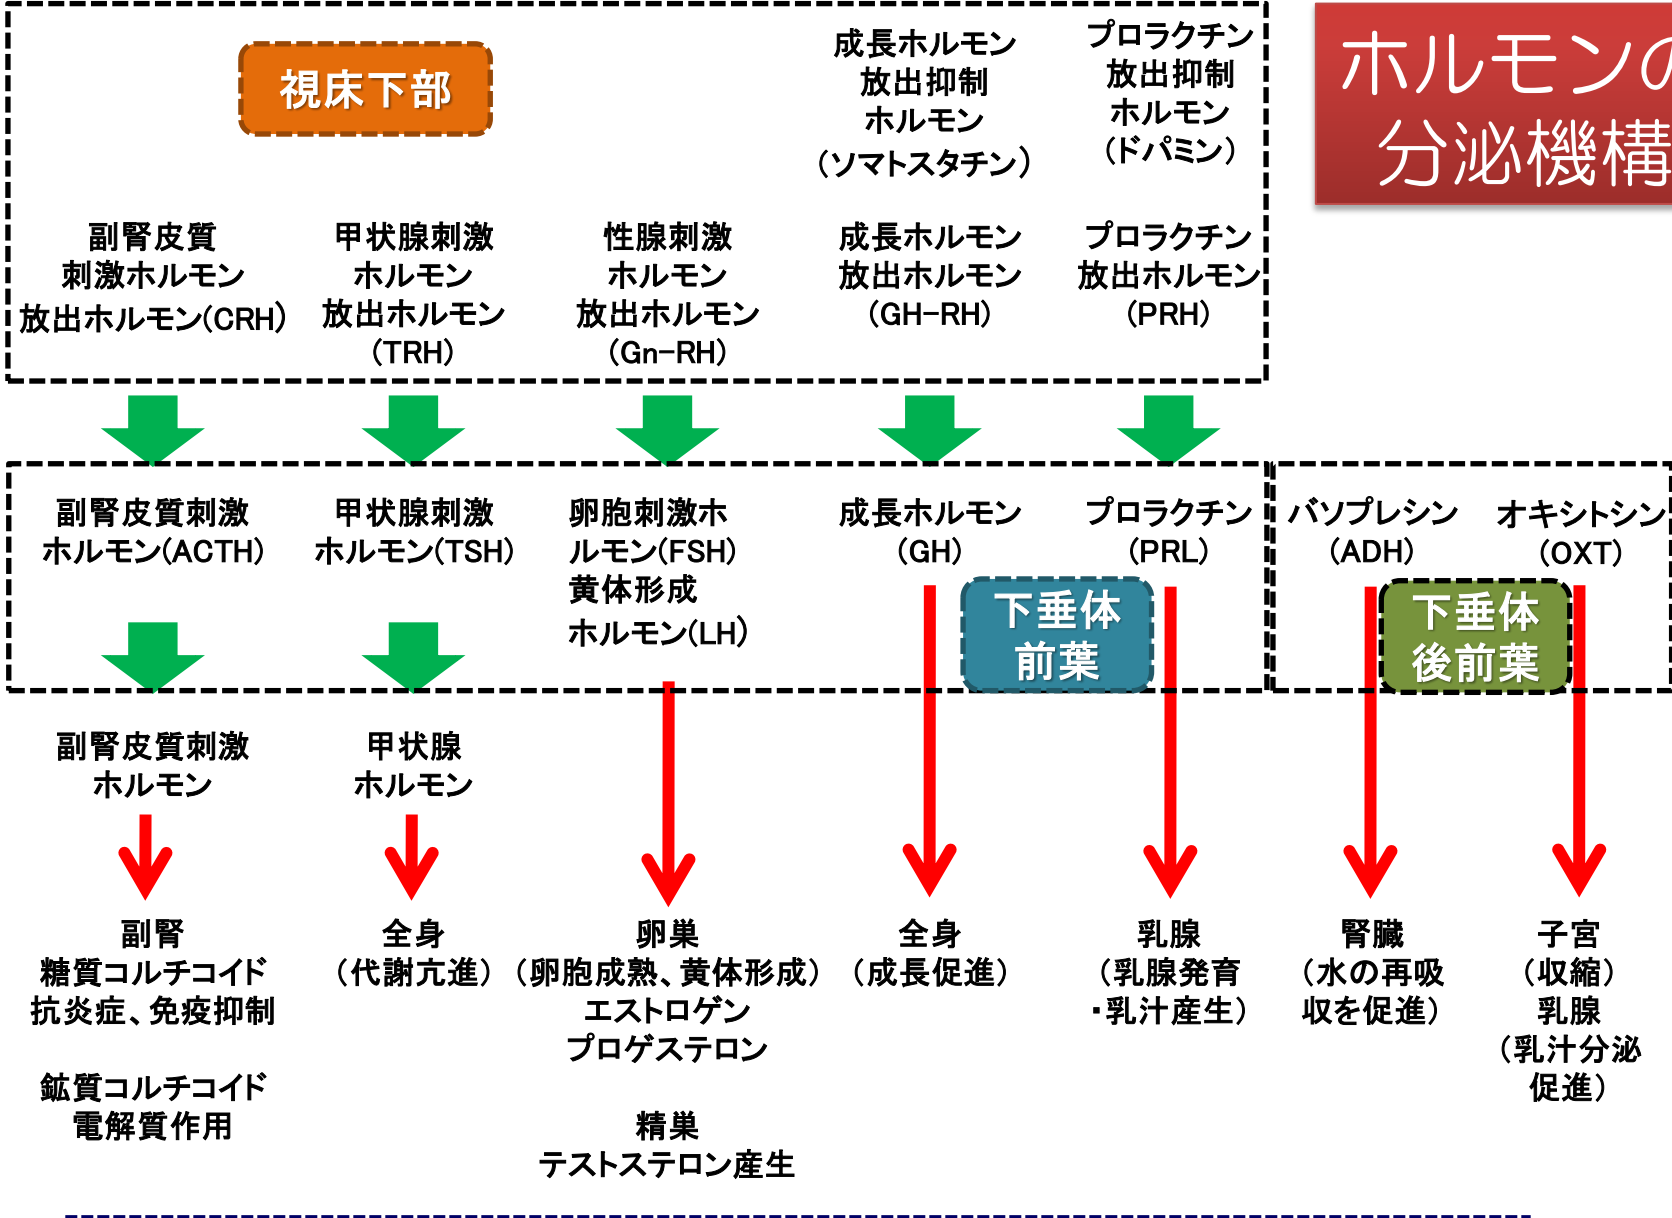 ホルモンの
分泌機構
視床下部
成長ホルモン
放出抑制
ホルモン
（ソマトスタチン）
プロラクチン
放出抑制
ホルモン
（ドパミン）
副腎皮質
刺激ホルモン
放出ホルモン(CRH)
甲状腺刺激
ホルモン
放出ホルモン
（TRH）
性腺刺激
ホルモン
放出ホルモン
（Gn-RH）
成長ホルモン
放出ホルモン
（GH-RH）
プロラクチン
放出ホルモン
（PRH）
副腎皮質刺激
ホルモン(ACTH)
甲状腺刺激
ホルモン(TSH)
卵胞刺激ホ
ルモン(FSH)
黄体形成
ホルモン(LH)
成長ホルモン
（GH）
プロラクチン
（PRL）
下垂体
前葉
バソプレシン
（ADH）
オキシトシン
（OXT）
下垂体
後前葉
副腎皮質刺激
ホルモン
甲状腺
ホルモン
副腎
糖質コルチコイド
抗炎症、免疫抑制
鉱質コルチコイド
電解質作用
全身
（代謝亢進）
卵巣
（卵胞成熟、黄体形成）
エストロゲン
プロゲステロン
精巣
テストステロン産生
全身
（成長促進）
乳腺
（乳腺発育
・乳汁産生）
腎臓
（水の再吸
収を促進）
子宮
（収縮）
乳腺
（乳汁分泌
促進）